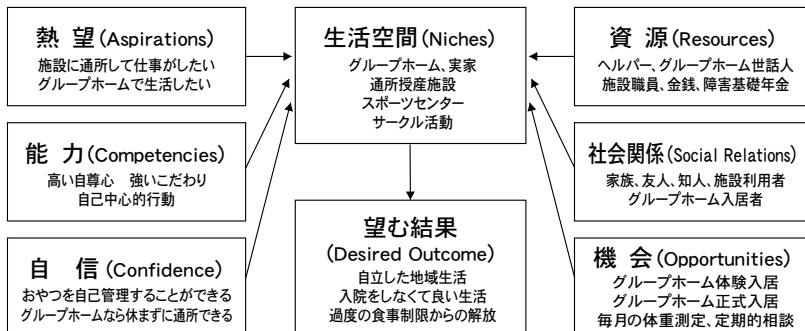 熱 望 (Aspirations)
施設に通所して仕事がしたい
グループホームで生活したい
能 力 (Competencies)
高い自尊心 強いこだわり
自己中心的行動
自 信 (Confidence)
おやつを自己管理することができる
グループホームなら休まずに通所できる
生活空間 (Niches)
グループホーム、実家
通所授産施設
スポーツセンター
サークル活動
望む結果
(Desired Outcome)
自立した地域生活
入院をしなくて良い生活
過度の食事制限からの解放
資 源 (Resources)
ヘルパー、グループホーム世話人
施設職員、金銭、障害基礎年金
社会関係 (Social Relations)
家族、友人、知人、施設利用者
グループホーム入居者
機 会 (Opportunities)
グループホーム体験入居
グループホーム正式入居
毎月の体重測定、定期的相談